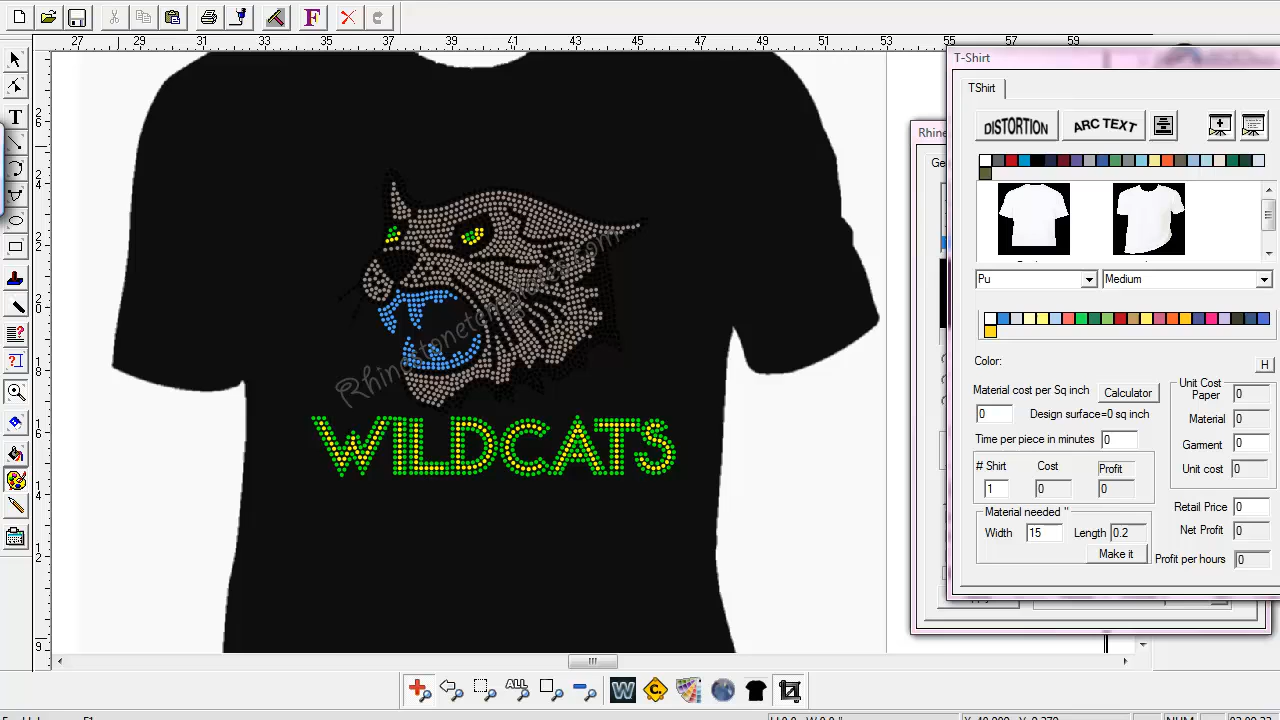 27 29 31 33 35 37 39 41 43 45 47 49 51 53 55 57 59
T-Shirt
TShirt
DISTORTION ARC TEXT
Rhine
Ge
Pu Medium
Color:
H
Material cost per Sq inch Calculator
Unit Cost
Paper 0
0 Design surface=0 sq inch
Material 0
Time per piece in minutes 0
Garment 0
# Shirt Cost Profit
Unit cost 0
1 0 0
Retail Price 0
Material needed "
Width 15 Length 0.2
Net Profit 0
Make it
Profit per hours 0
WILDCATS
ALL
W C.